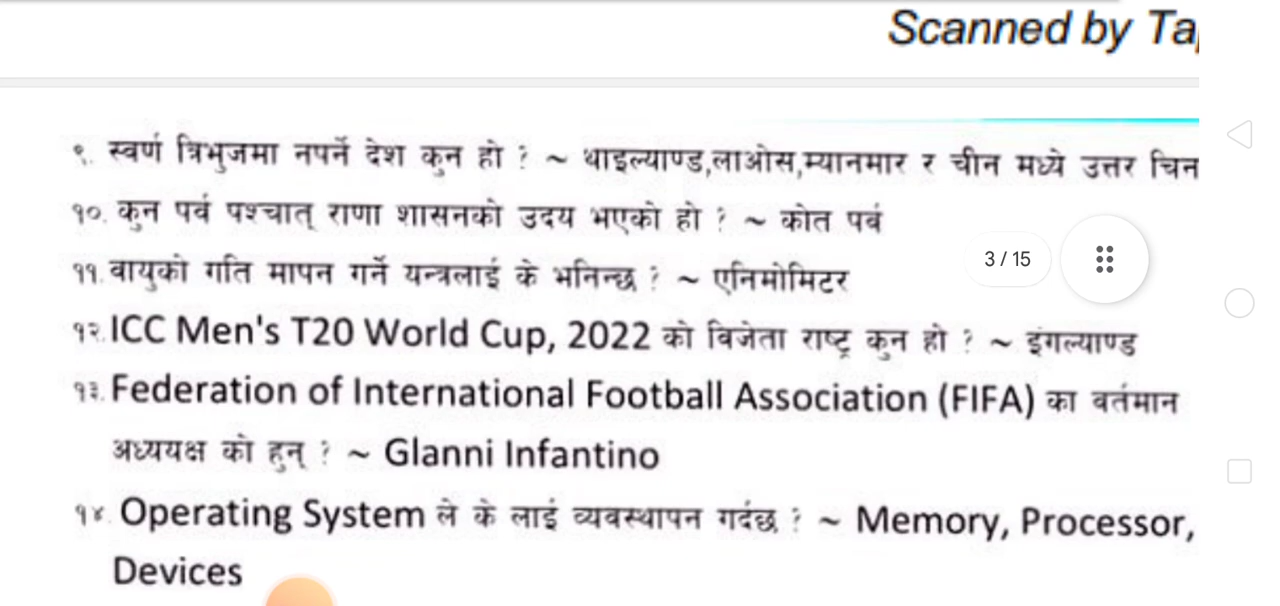 Scanned by Ta
९. स्वर्ण त्रिभुजमा नपर्ने देश कुन हो ? ~ थाइल्याण्ड,लाओस,म्यानमार र चीन मध्ये उत्तर चिन
१०. कुन पर्व पश्चात् राणा शासनको उदय भएको हो ? ~ कोत पर्व
3 / 15
११. वायुको गति मापन गर्ने यन्त्रलाई के भनिन्छ ? ~ एनिमोमिटर
१२. ICC Men's T20 World Cup, 2022 को विजेता राष्ट्र कुन हो ? ~ इंगल्याण्ड
१३. Federation of International Football Association (FIFA) का वर्तमान
अध्ययक्ष को हुन् ? ~ Glanni Infantino
१४. Operating System ले के लाई व्यवस्थापन गर्दछ ? ~ Memory, Processor,
Devices